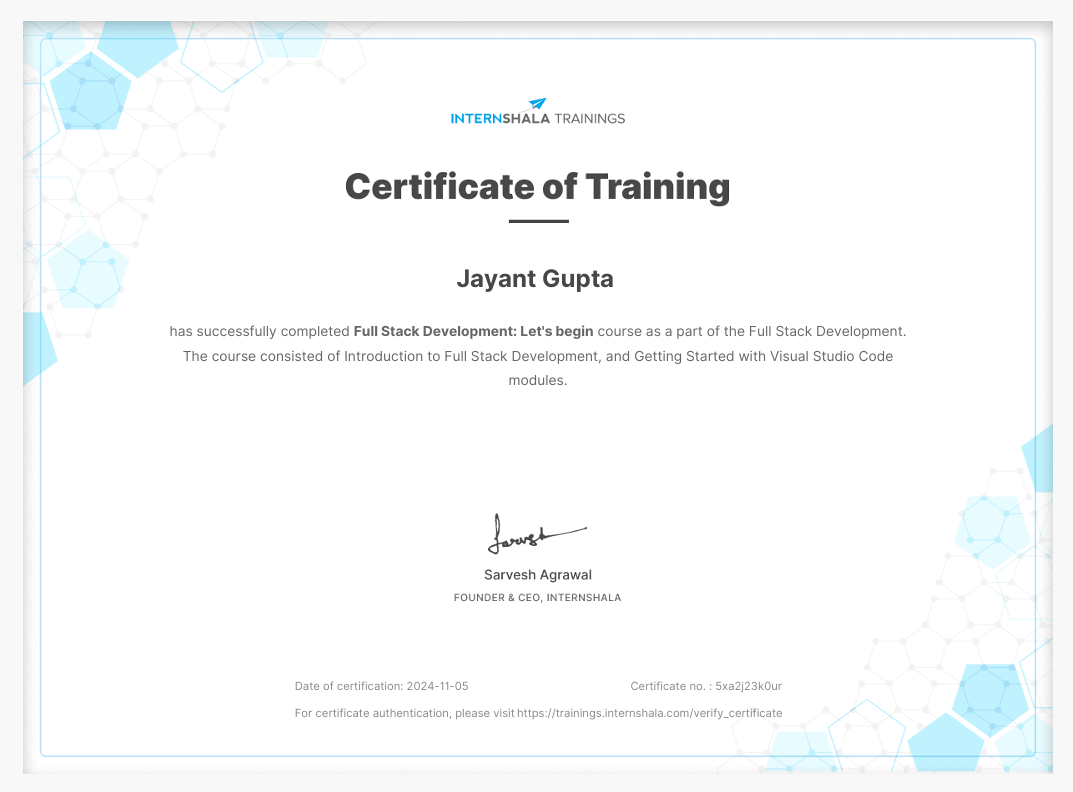 INTERNSHALA TRAININGS
Certificate of Training
Jayant Gupta
has successfully completed Full Stack Development: Let's begin course as a part of the Full Stack Development.
The course consisted of Introduction to Full Stack Development, and Getting Started with Visual Studio Code
modules.
Sarvesh
Sarvesh Agrawal
FOUNDER & CEO, INTERNSHALA
Date of certification: 2024-11-05 Certificate no. : 5xa2j23k0ur
For certificate authentication, please visit https://trainings.internshala.com/verify_certificate